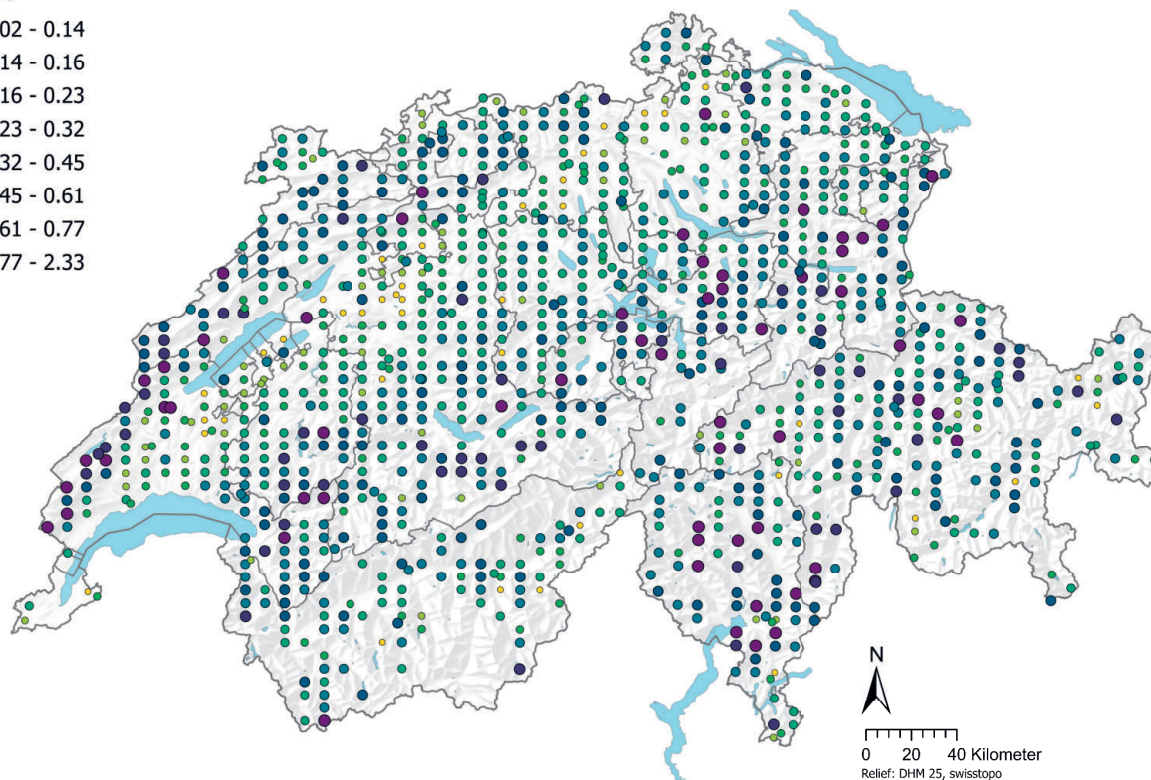 02 - 0.14
14 - 0.16
16 - 0.23
23 - 0.32
32 - 0.45
45 - 0.61
61 - 0.77
77 - 2.33
N
0 20 40 Kilometer
Relief: DHM 25, swisstopo